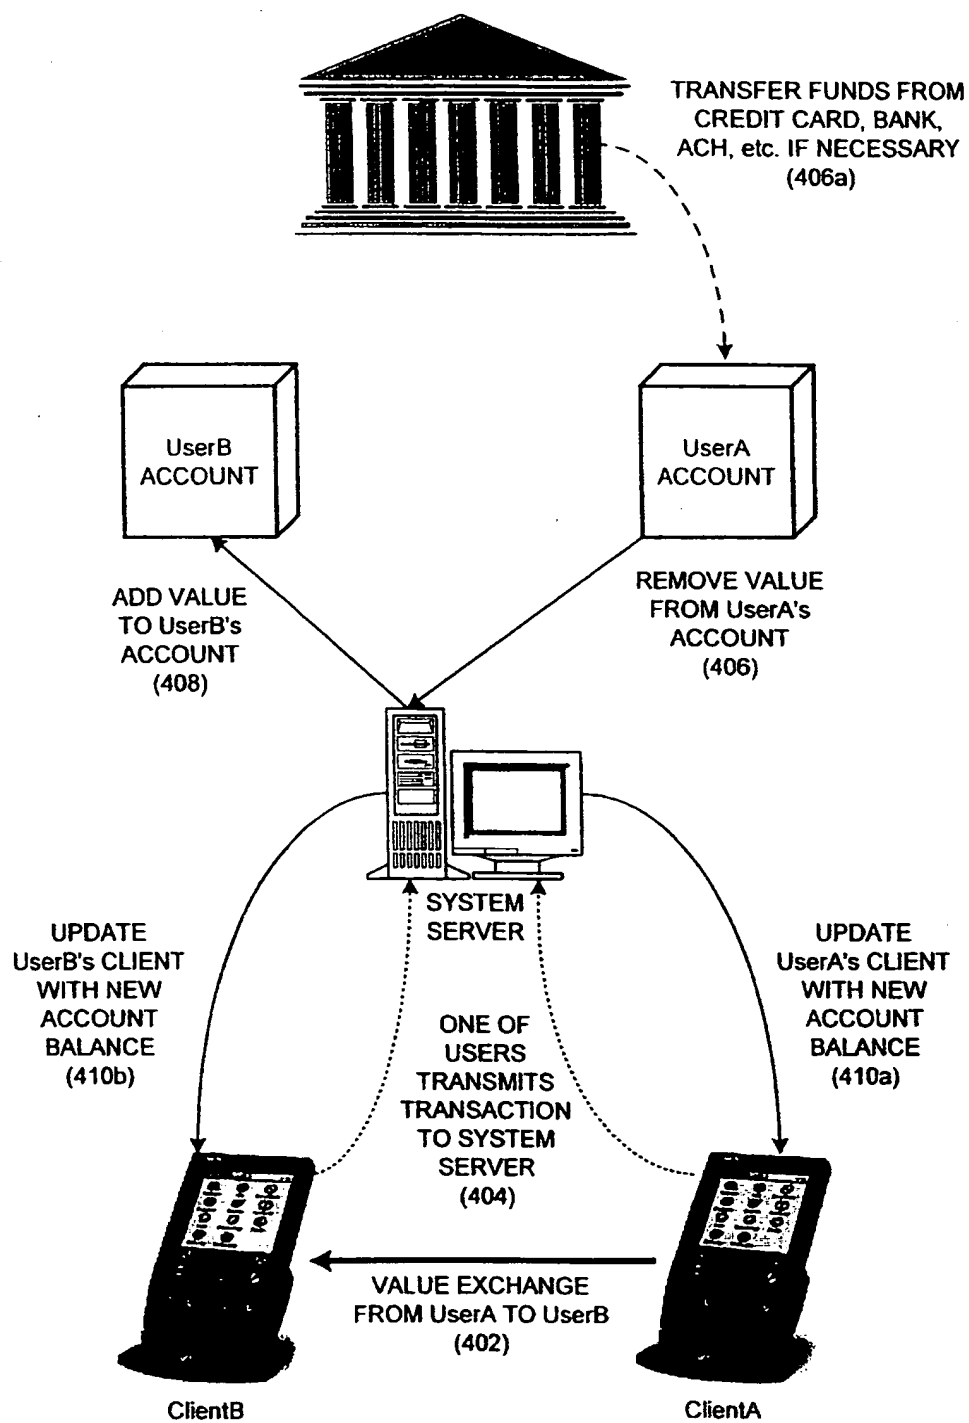 TRANSFER FUNDS FROM
CREDIT CARD, BANK,
ACH, etc. IF NECESSARY
(406a)
UserB
ACCOUNT
UserA
ACCOUNT
ADD VALUE
TO UserB's
ACCOUNT
(408)
REMOVE VALUE
FROM UserA's
ACCOUNT
(406)
SYSTEM
SERVER
UPDATE
UserB's CLIENT
WITH NEW
ACCOUNT
BALANCE
(410b)
ONE OF
USERS
TRANSMITS
TRANSACTION
TO SYSTEM
SERVER
(404)
UPDATE
UserA's CLIENT
WITH NEW
ACCOUNT
BALANCE
(410a)
VALUE EXCHANGE
FROM UserA TO UserB
(402)
ClientB
ClientA